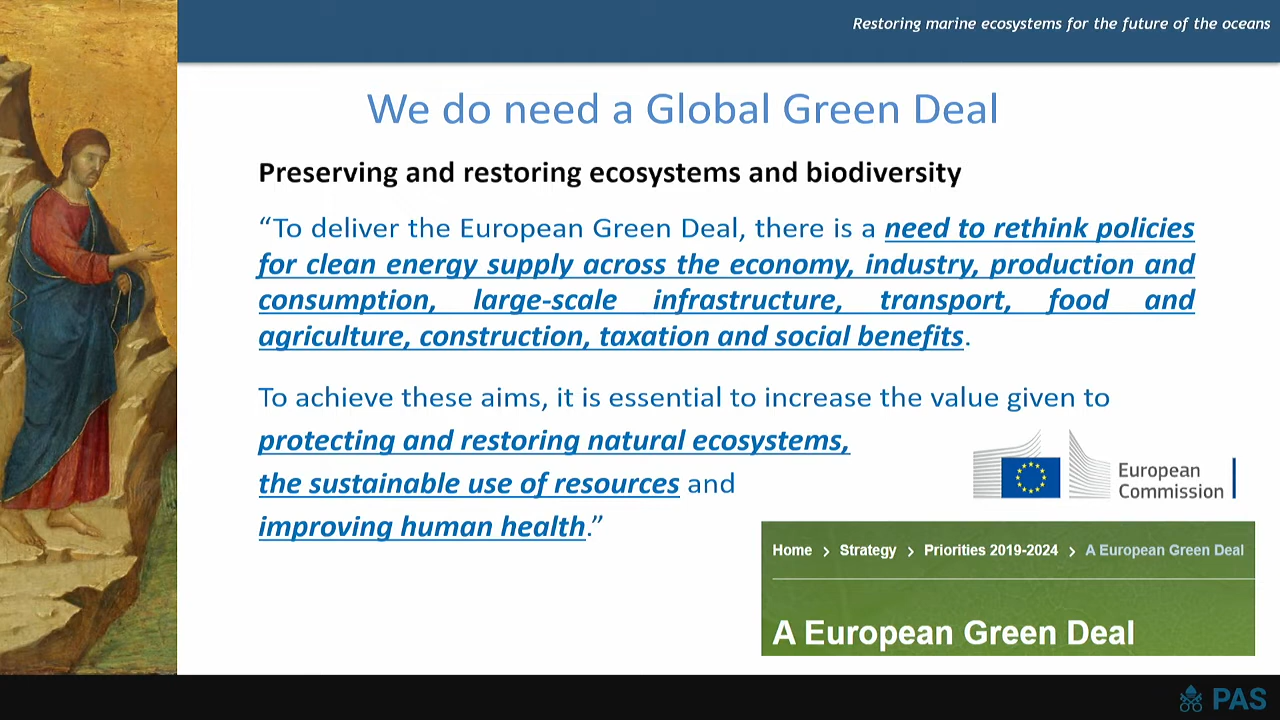 Restoring marine ecosystems for the future of the oceans
We do need a Global Green Deal
Preserving and restoring ecosystems and biodiversity
“To deliver the European Green Deal, there is a need to rethink policies
for clean energy supply across the economy, industry, production and
consumption, large-scale infrastructure, transport, food and
agriculture, construction, taxation and social benefits.
To achieve these aims, it is essential to increase the value given to
protecting and restoring natural ecosystems,
the sustainable use of resources and
improving human health.”
European
Commission
Home > Strategy > Priorities 2019-2024 > A European Green Deal
A European Green Deal
PAS